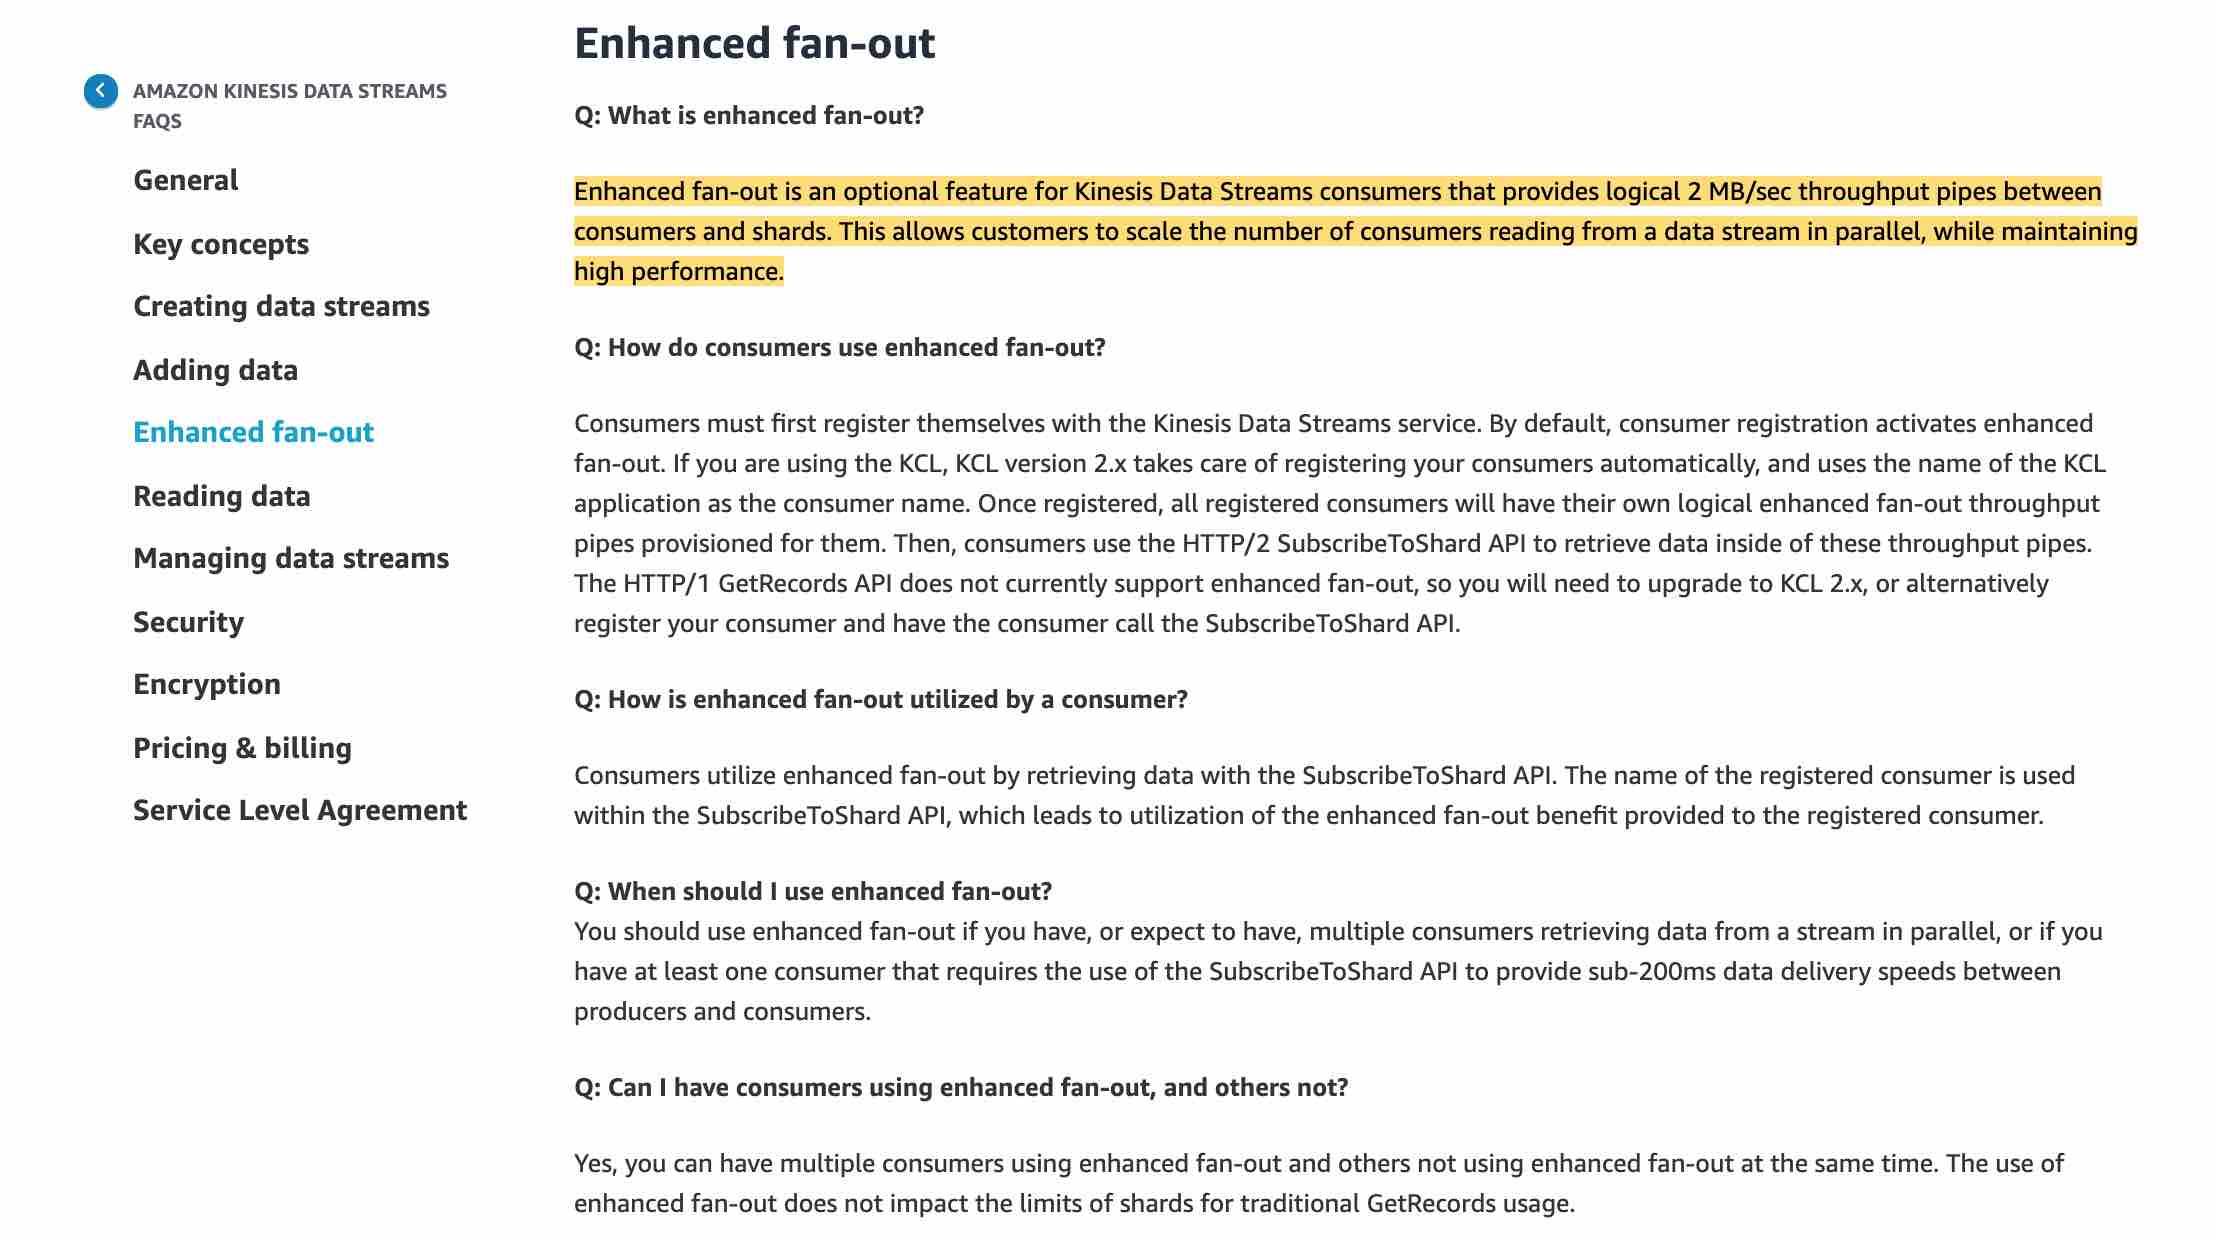 AMAZON KINESIS DATA STREAMS
FAQS
General
Key concepts
Creating data streams
Adding data
Enhanced fan-out
Reading data
Managing data streams
Security
Encryption
Pricing & billing
Service Level Agreement
Enhanced fan-out
Q: What is enhanced fan-out?
Enhanced fan-out is an optional feature for Kinesis Data Streams consumers that provides logical 2 MB/sec throughput pipes between
consumers and shards. This allows customers to scale the number of consumers reading from a data stream in parallel, while maintaining
high performance.
Q: How do consumers use enhanced fan-out?
Consumers must first register themselves with the Kinesis Data Streams service. By default, consumer registration activates enhanced
fan-out. If you are using the KCL, KCL version 2.x takes care of registering your consumers automatically, and uses the name of the KCL
application as the consumer name. Once registered, all registered consumers will have their own logical enhanced fan-out throughput
pipes provisioned for them. Then, consumers use the HTTP/2 SubscribeToShard API to retrieve data inside of these throughput pipes.
The HTTP/1 GetRecords API does not currently support enhanced fan-out, so you will need to upgrade to KCL 2.x, or alternatively
register your consumer and have the consumer call the SubscribeToShard API.
Q: How is enhanced fan-out utilized by a consumer?
Consumers utilize enhanced fan-out by retrieving data with the SubscribeToShard API. The name of the registered consumer is used
within the SubscribeToShard API, which leads to utilization of the enhanced fan-out benefit provided to the registered consumer.
Q: When should I use enhanced fan-out?
You should use enhanced fan-out if you have, or expect to have, multiple consumers retrieving data from a stream in parallel, or if you
have at least one consumer that requires the use of the SubscribeToShard API to provide sub-200ms data delivery speeds between
producers and consumers.
Q: Can I have consumers using enhanced fan-out, and others not?
Yes, you can have multiple consumers using enhanced fan-out and others not using enhanced fan-out at the same time. The use of
enhanced fan-out does not impact the limits of shards for traditional GetRecords usage.